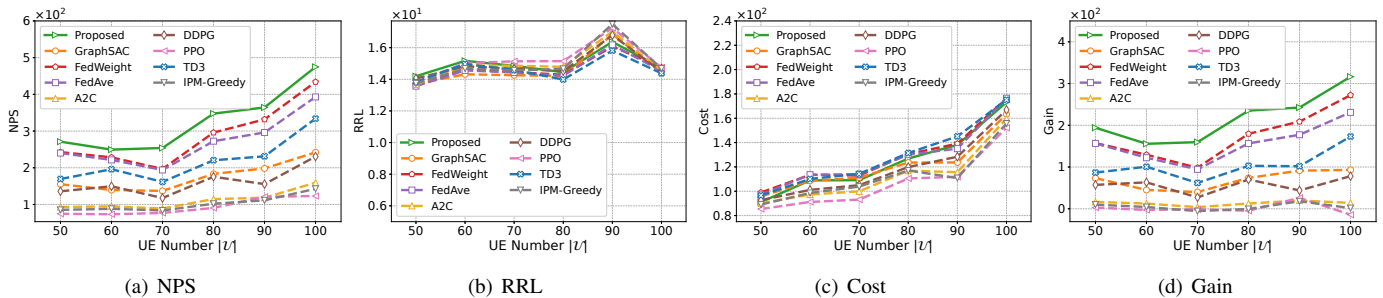 ×10²
6
5
4
3
2
1
NPS
50 60 70 80 90 100
UE Number |𝒰|
Proposed
GraphSAC
FedWeight
FedAve
A2C
DDPG
PPO
TD3
IPM-Greedy
(a) NPS
×10¹
1.6
1.4
1.2
1.0
0.8
0.6
RRL
50 60 70 80 90 100
UE Number |𝒰|
Proposed
GraphSAC
FedWeight
FedAve
A2C
DDPG
PPO
TD3
IPM-Greedy
(b) RRL
×10²
2.4
2.2
2.0
1.8
1.6
1.4
1.2
1.0
0.8
Cost
50 60 70 80 90 100
UE Number |𝒰|
Proposed
GraphSAC
FedWeight
FedAve
A2C
DDPG
PPO
TD3
IPM-Greedy
(c) Cost
×10²
4
3
2
1
0
Gain
50 60 70 80 90 100
UE Number |𝒰|
Proposed
GraphSAC
FedWeight
FedAve
A2C
DDPG
PPO
TD3
IPM-Greedy
(d) Gain